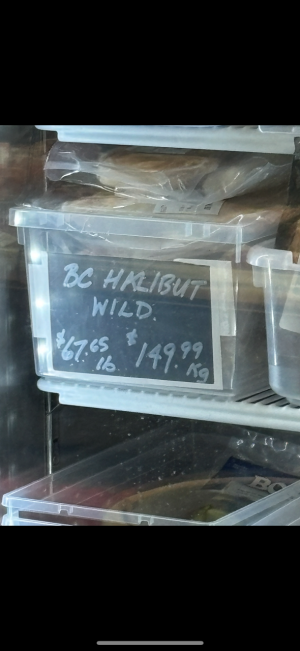 BC HALIBUT
WILD.
$67.65 lb $149.99 Kg